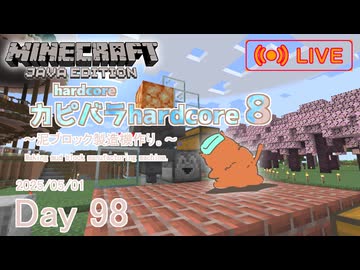 MINECRAFT
JAVA EDITION
LIVE
hardcore
カピバラhardcore 8
~泥ブロック製造機作り。~
2025/05/01
Day 98